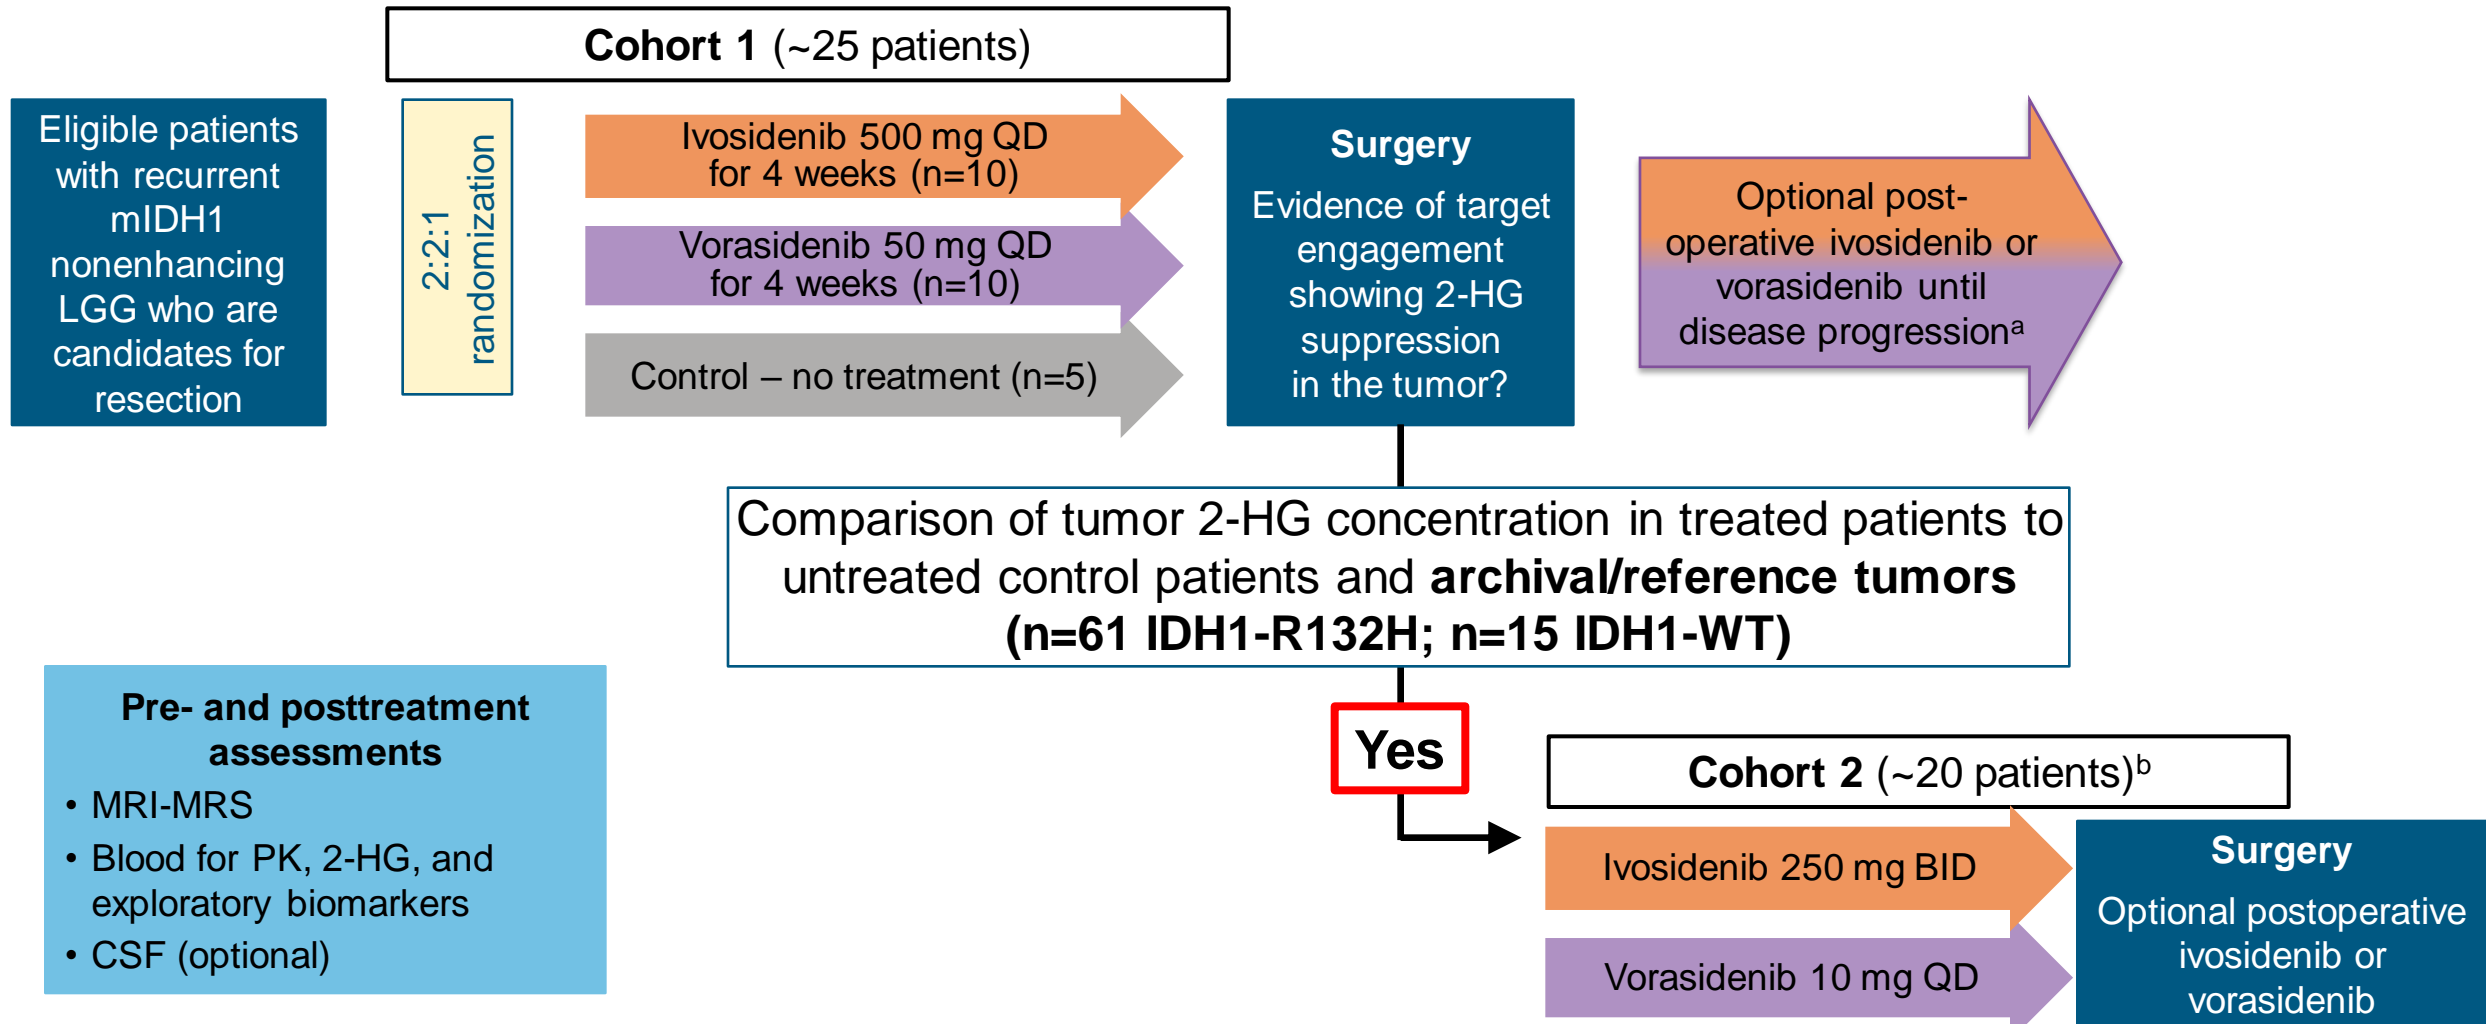 Cohort 1 (~25 patients)
Eligible patients
with recurrent
mIDH1
nonenhancing
LGG who are
candidates for
resection
2:2:1
randomization
Ivosidenib 500 mg QD
for 4 weeks (n=10)
Vorasidenib 50 mg QD
for 4 weeks (n=10)
Control – no treatment (n=5)
Surgery
Evidence of target
engagement
showing 2-HG
suppression
in the tumor?
Optional post-
operative ivosidenib or
vorasidenib until
disease progressionᵃ
Comparison of tumor 2-HG concentration in treated patients to
untreated control patients and archival/reference tumors
(n=61 IDH1-R132H; n=15 IDH1-WT)
Pre- and posttreatment
assessments
• MRI-MRS
• Blood for PK, 2-HG, and
exploratory biomarkers
• CSF (optional)
Yes
Cohort 2 (~20 patients)ᵇ
Ivosidenib 250 mg BID
Vorasidenib 10 mg QD
Surgery
Optional postoperative
ivosidenib or
vorasidenib